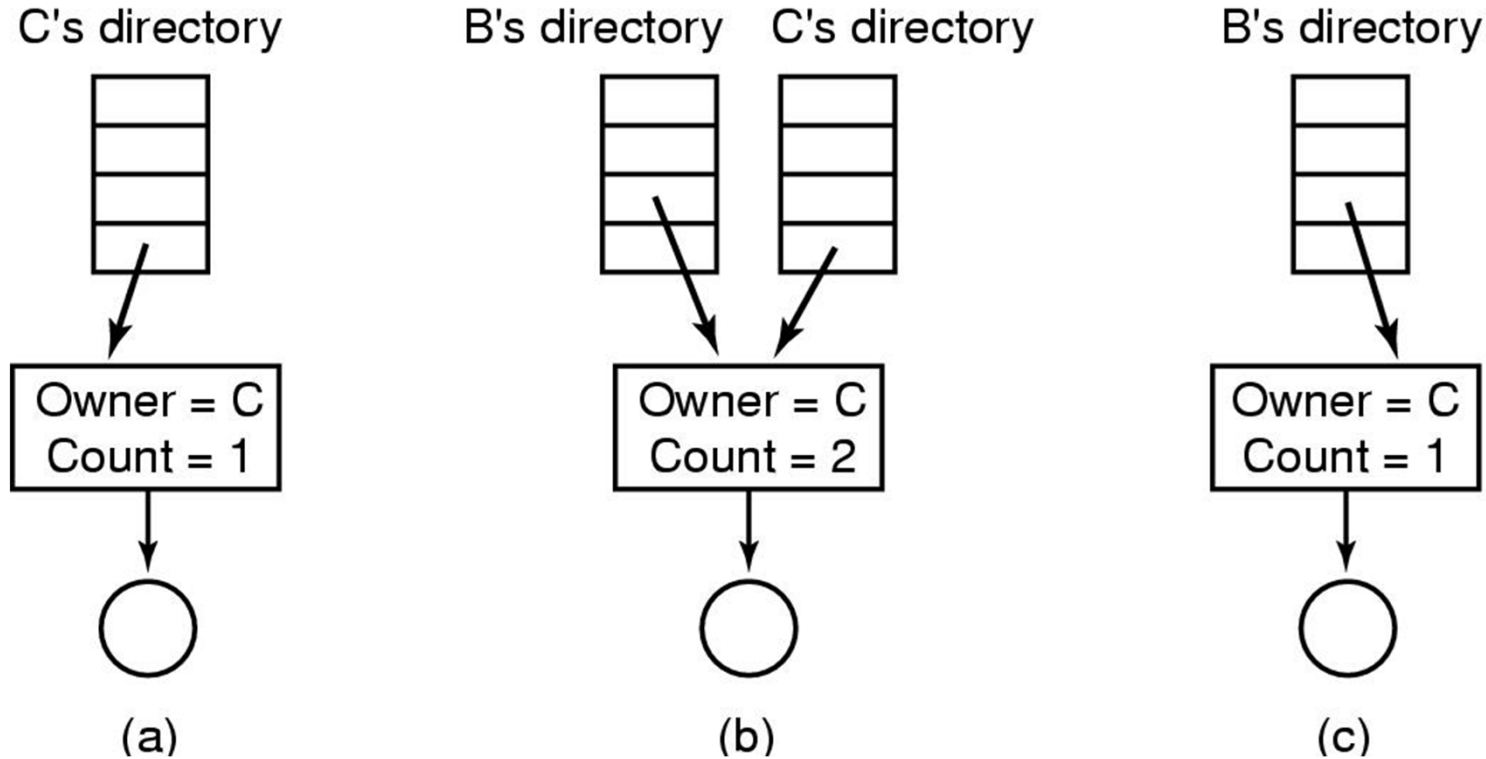 C's directory
B's directory
C's directory
B's directory
Owner = C
Count = 1
Owner = C
Count = 2
Owner = C
Count = 1
(a)
(b)
(c)